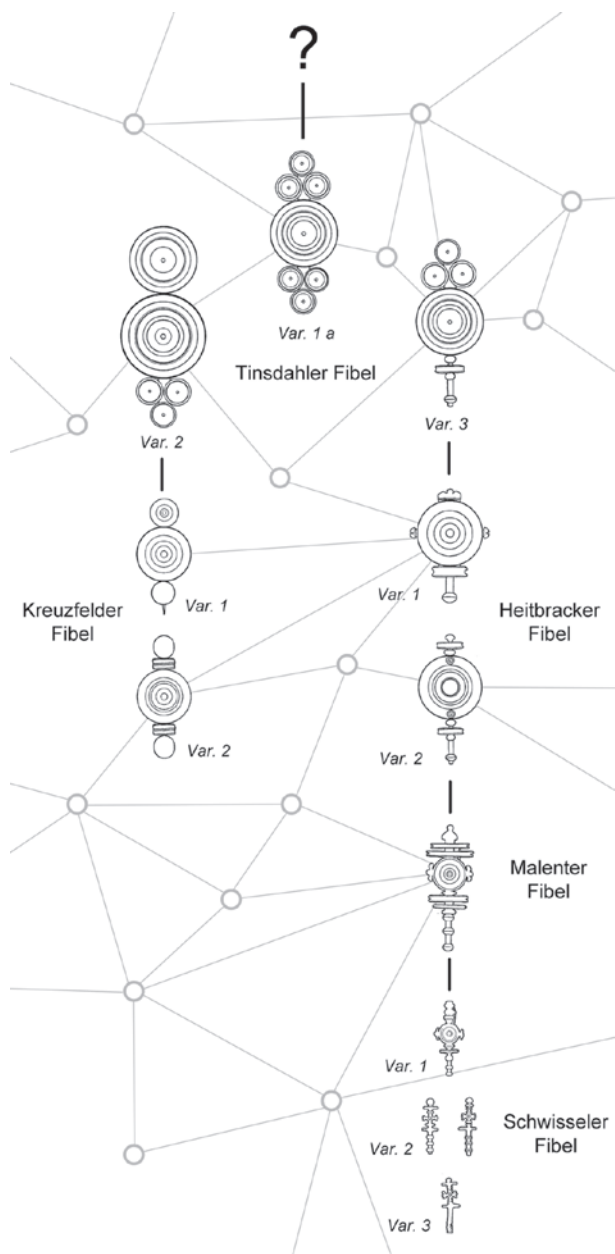 ?
Var. 1 a
Tinsdahler Fibel
Var. 2
Var. 3
Kreuzfelder
Fibel
Var. 1
Var. 1
Heitbracker
Fibel
Var. 2
Var. 2
Malenter
Fibel
Var. 1
Schwisseler
Fibel
Var. 2
Var. 3